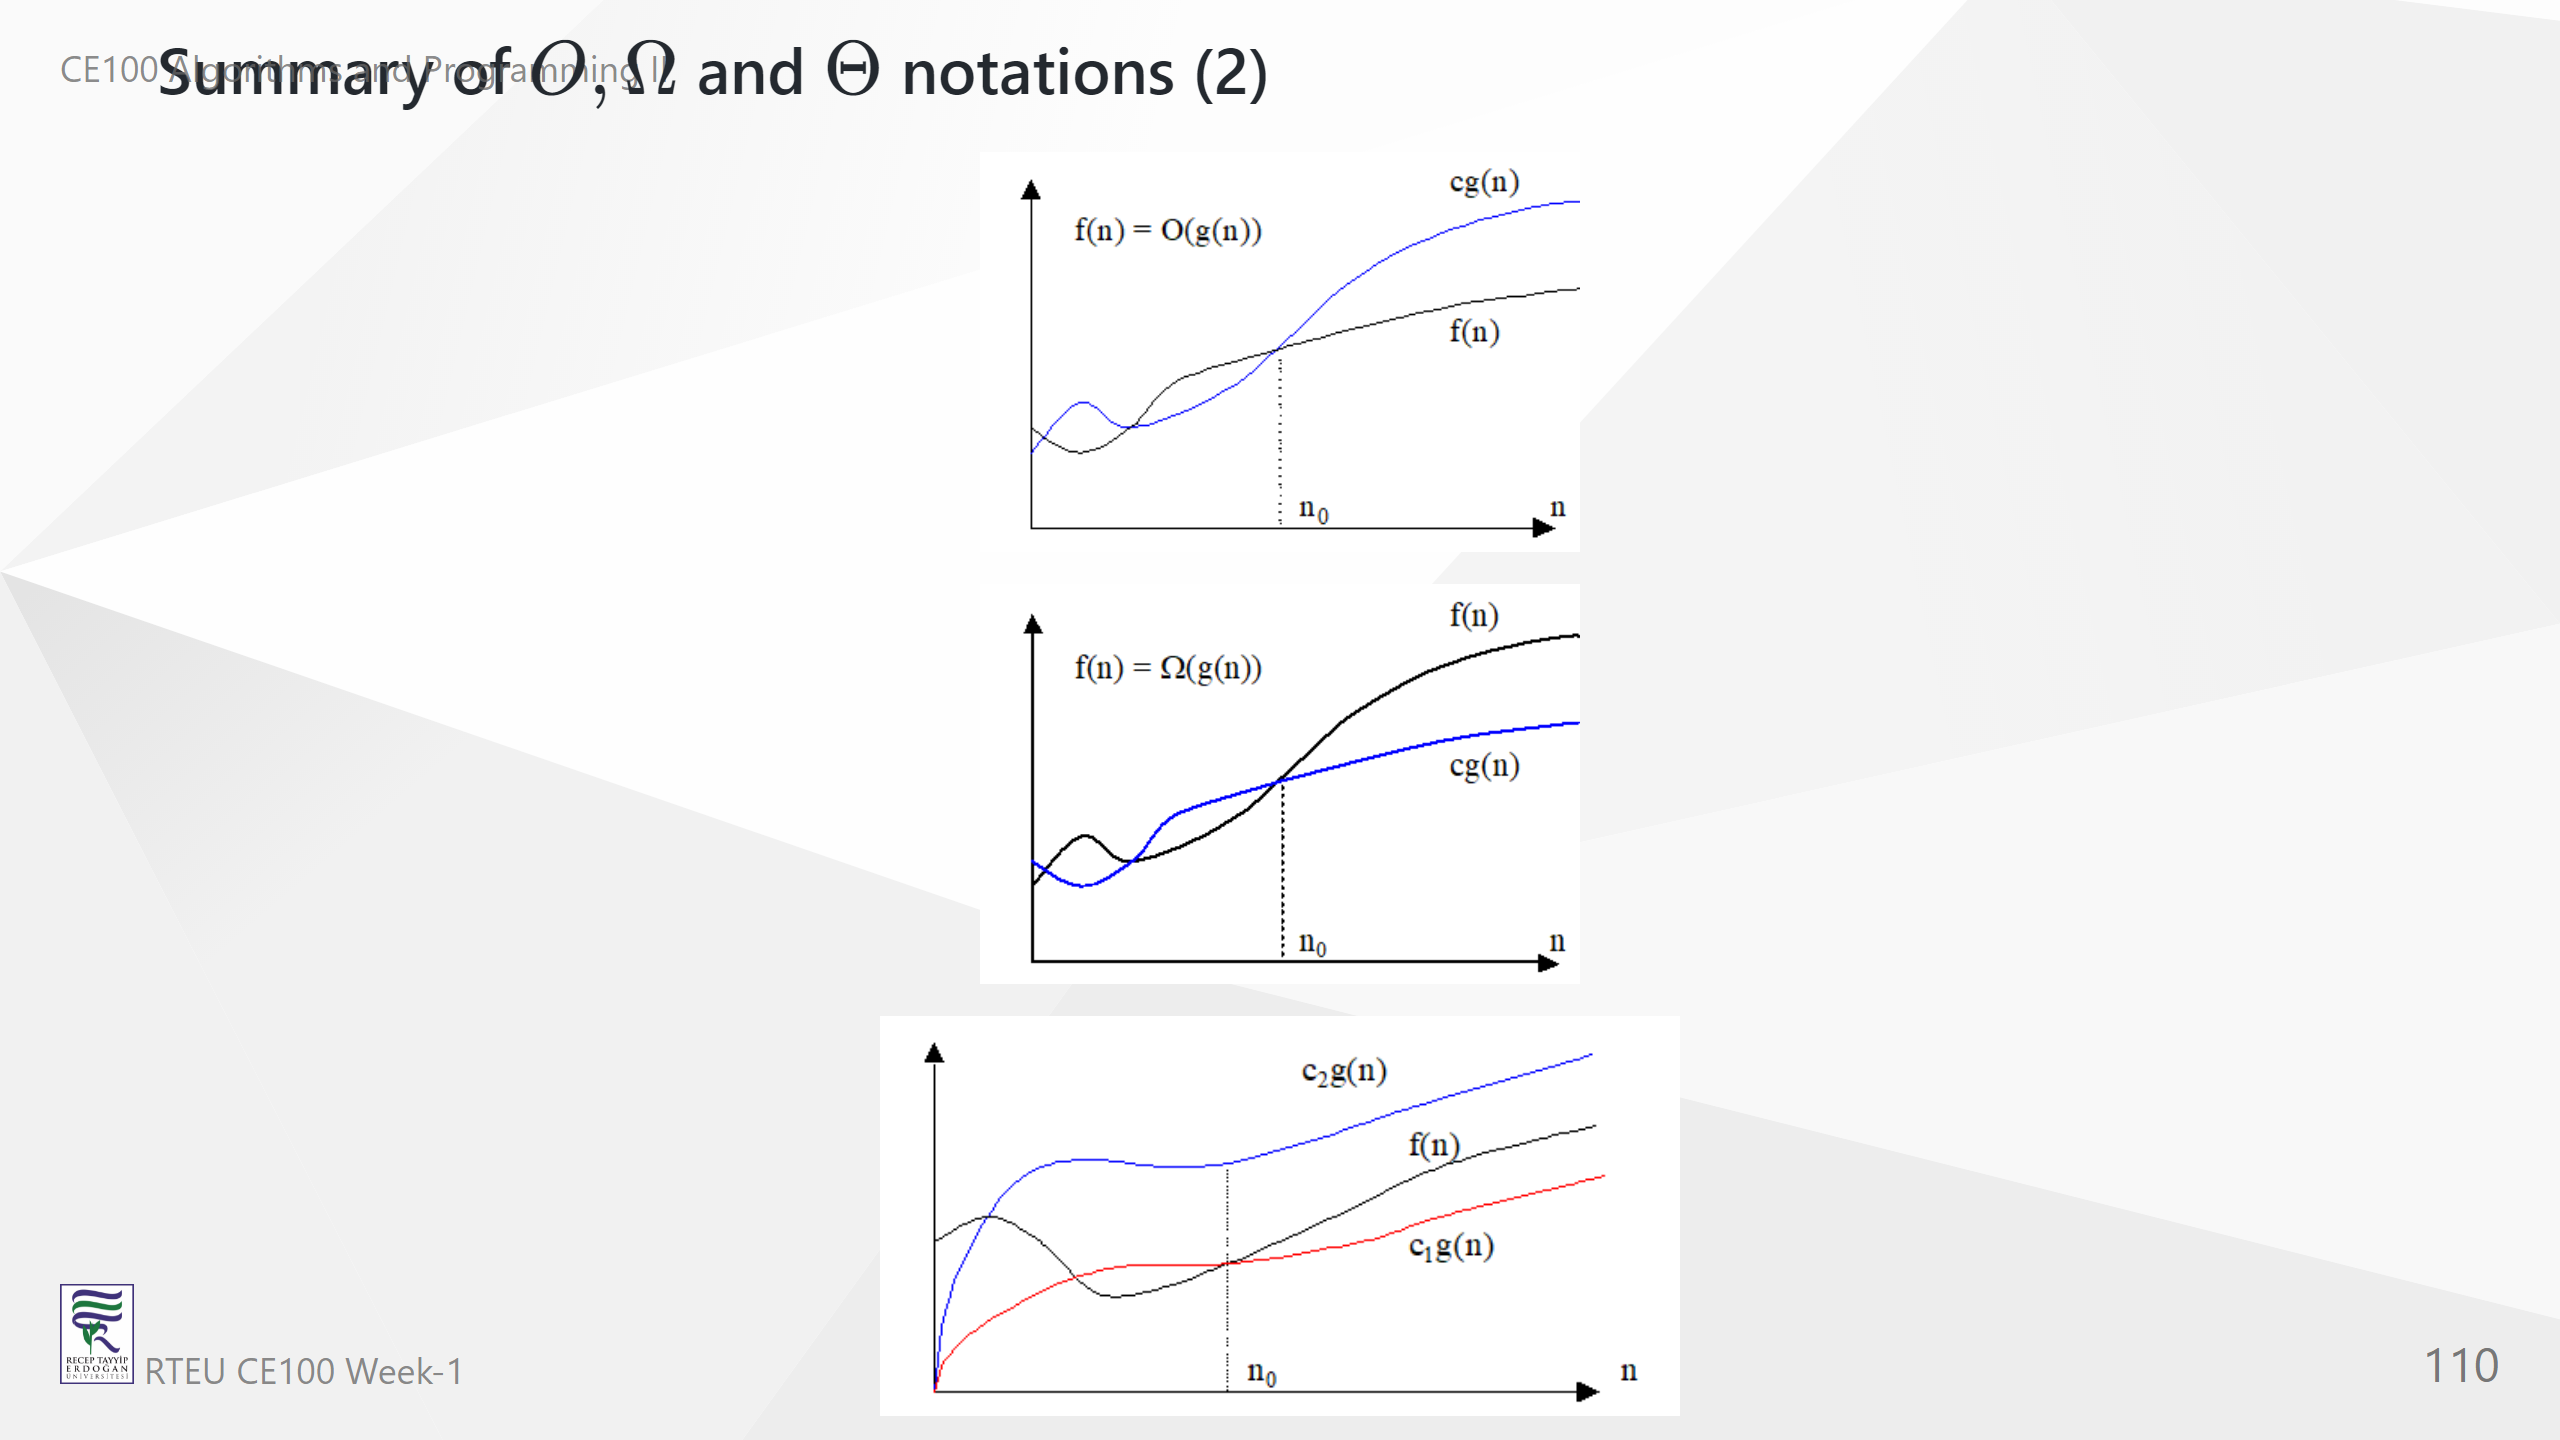 CE100 Algorithms and Programming II
Summary of O, Ω and Θ notations (2)
cg(n)
f(n) = O(g(n))
f(n)
n₀
n
f(n)
f(n) = Ω(g(n))
cg(n)
n₀
n
c₂g(n)
f(n)
c₁g(n)
n₀
n
RECEP TAYYİP
ERDOĞAN
ÜNİVERSİTESİ
RTEU CE100 Week-1
110